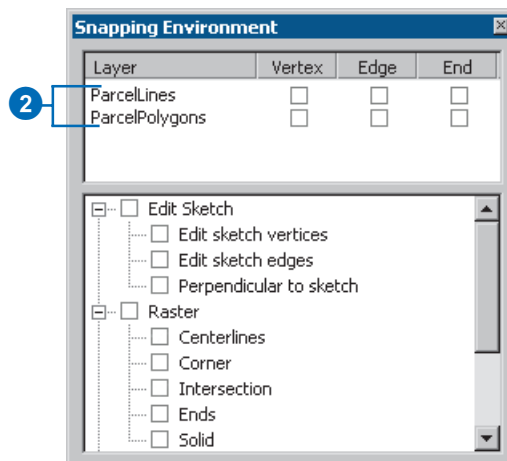 Snapping Environment
Layer Vertex Edge End
2
ParcelLines
ParcelPolygons
Edit Sketch
Edit sketch vertices
Edit sketch edges
Perpendicular to sketch
Raster
Centerlines
Corner
Intersection
Ends
Solid